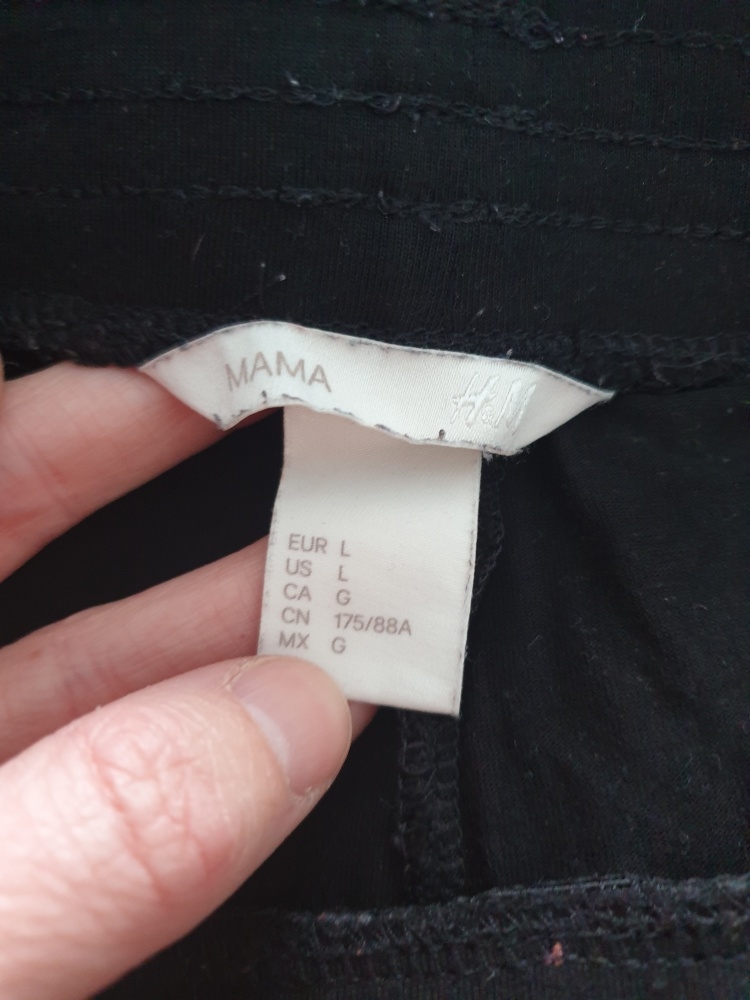 MAMA H&M
EUR L
US L
CA G
CN 175/88A
MX G